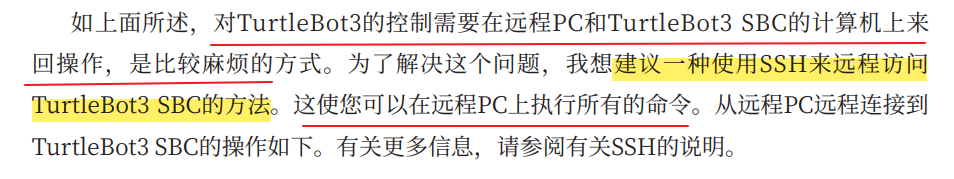 如上面所述，对TurtleBot3的控制需要在远程PC和TurtleBot3 SBC的计算机上来
回操作，是比较麻烦的方式。为了解决这个问题，我想建议一种使用SSH来远程访问
TurtleBot3 SBC的方法。这使您可以在远程PC上执行所有的命令。从远程PC远程连接到
TurtleBot3 SBC的操作如下。有关更多信息，请参阅有关SSH的说明。